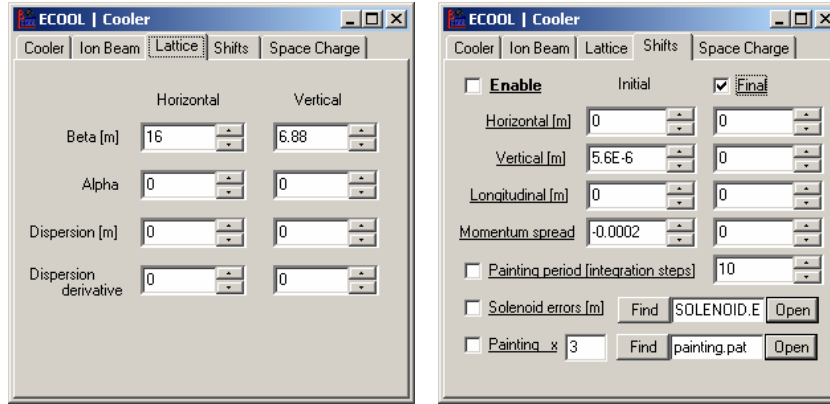 ECOOL | Cooler
Cooler Ion Beam Lattice Shifts Space Charge
Horizontal Vertical
Beta [m] 16 6.88
Alpha 0 0
Dispersion [m] 0 0
Dispersion
derivative 0 0
ECOOL | Cooler
Cooler Ion Beam Lattice Shifts Space Charge
Enable Initial Final
Horizontal [m] 0 0
Vertical [m] 5.6E-6 0
Longitudinal [m] 0 0
Momentum spread -0.0002 0
Painting period [integration steps] 10
Solenoid errors [m] Find SOLENOID.E Open
Painting x 3 Find painting.pat Open